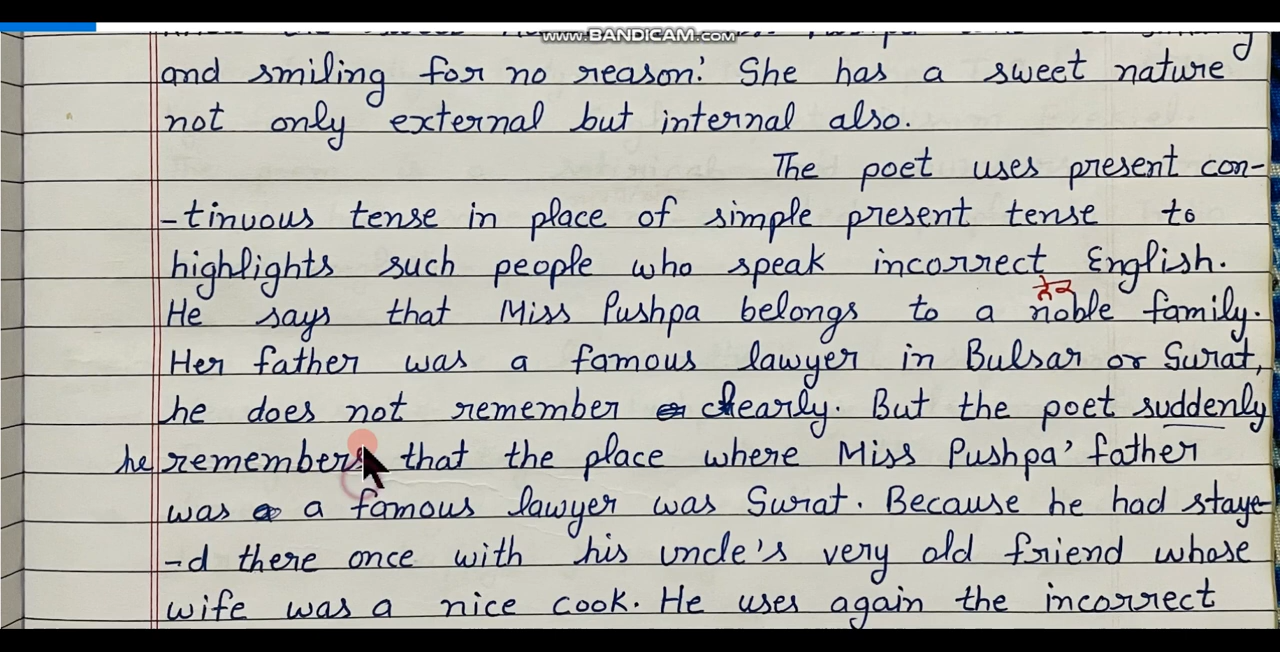 www.BANDICAM.com
and smiling for no reason. She has a sweet nature
not only external but internal also.
The poet uses present con-
-tinuous tense in place of simple present tense to
highlights such people who speak incorrect English.
He says that Miss Pushpa belongs to a noble family.
Her father was a famous lawyer in Bulsar or Surat,
he does not remember clearly. But the poet suddenly
he remembers that the place where Miss Pushpa' father
was a famous lawyer was Surat. Because he had staye-
-d there once with his uncle's very old friend whose
wife was a nice cook. He uses again the incorrect